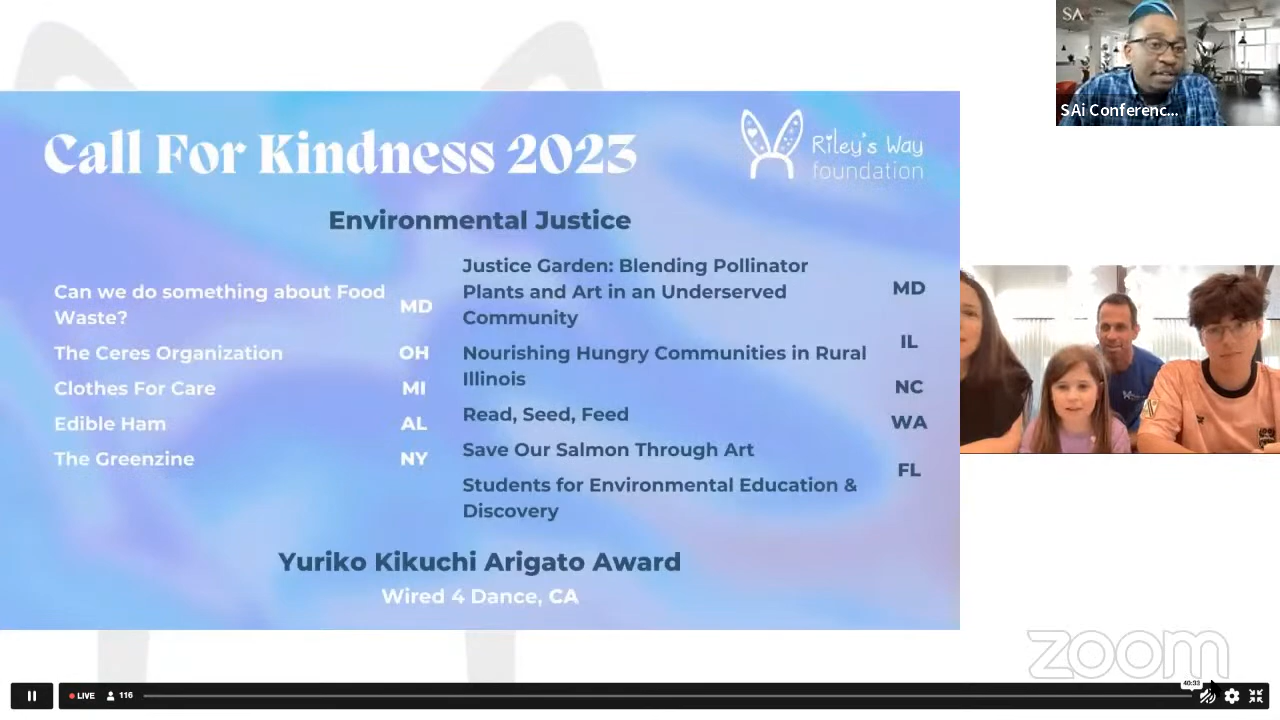 SA
SAi Conferenc...
Call For Kindness 2023
Riley's Way
foundation
Environmental Justice
Can we do something about Food
Waste?
MD
The Ceres Organization OH
Clothes For Care MI
Edible Ham AL
The Greenzine NY
Justice Garden: Blending Pollinator
Plants and Art in an Underserved
Community
MD
Nourishing Hungry Communities in Rural
Illinois
IL
Read, Seed, Feed
NC
Save Our Salmon Through Art
WA
Students for Environmental Education &
Discovery
FL
Yuriko Kikuchi Arigato Award
Wired 4 Dance, CA
zoom
LIVE 116
40:33